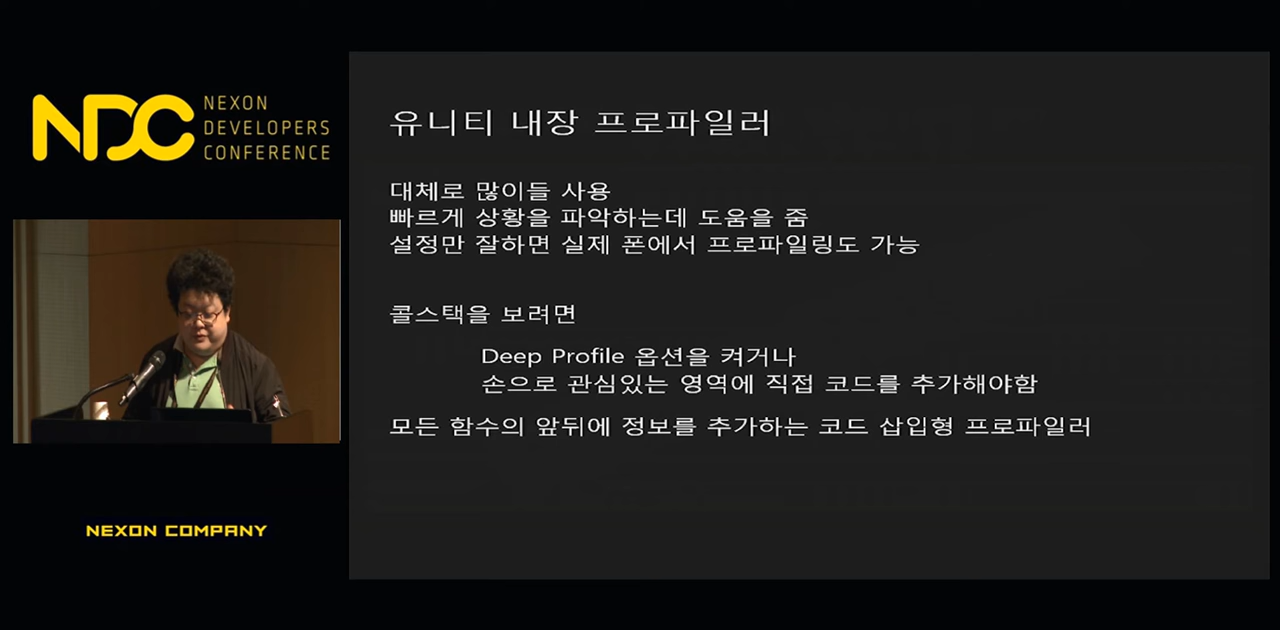 NDC
NEXON
DEVELOPERS
CONFERENCE
유니티 내장 프로파일러
대체로 많이들 사용
빠르게 상황을 파악하는데 도움을 줌
설정만 잘하면 실제 폰에서 프로파일링도 가능
콜스택을 보려면
Deep Profile 옵션을 켜거나
손으로 관심있는 영역에 직접 코드를 추가해야함
모든 함수의 앞뒤에 정보를 추가하는 코드 삽입형 프로파일러
NEXON COMPANY